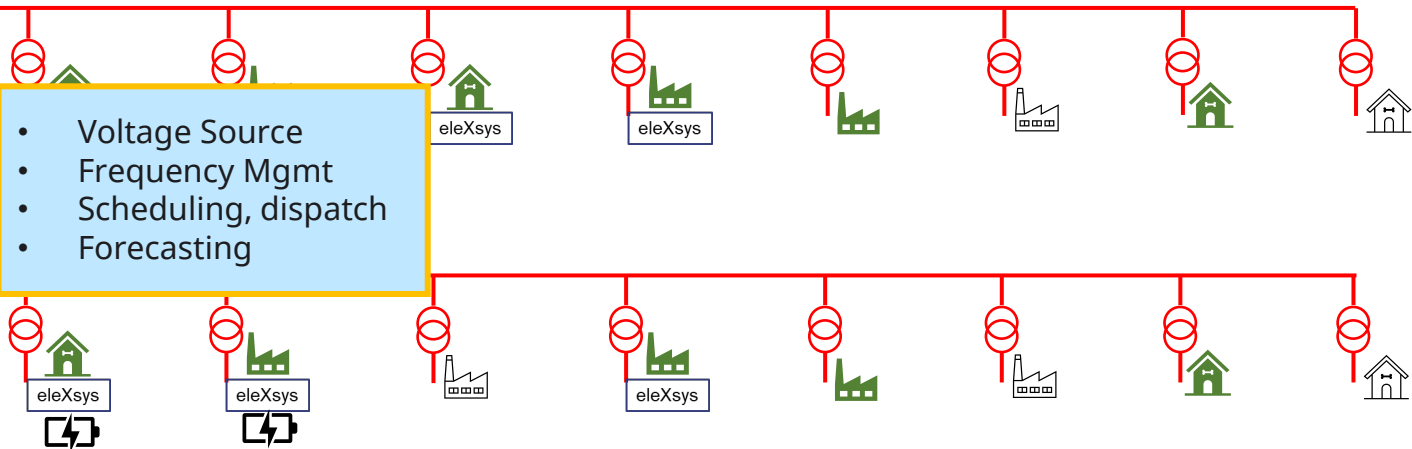 eleXsys
eleXsys
• Voltage Source
• Frequency Mgmt
• Scheduling, dispatch
• Forecasting
eleXsys
eleXsys
eleXsys